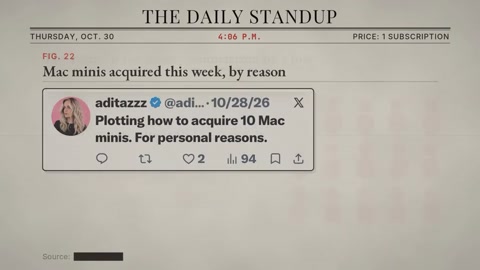 THE DAILY STANDUP
THURSDAY, OCT. 30
4:06 P.M.
PRICE: 1 SUBSCRIPTION
FIG. 22
Mac minis acquired this week, by reason
aditazzz @adi... · 10/28/26
Plotting how to acquire 10 Mac
minis. For personal reasons.
2
94
Source: